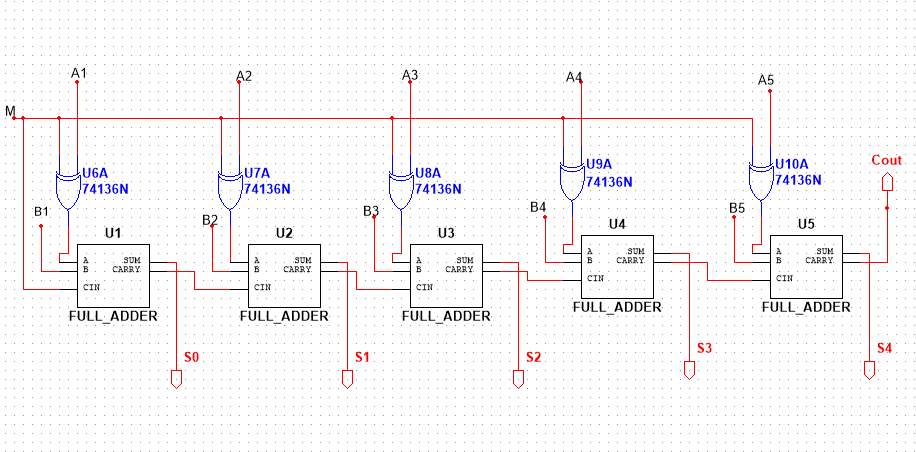 A1
A2
A3
A4
A5
M
U6A
74136N
U7A
74136N
U8A
74136N
U9A
74136N
U10A
74136N
Cout
B1
B2
B3
B4
B5
U1
A
B
CIN
SUM
CARRY
FULL_ADDER
U2
A
B
CIN
SUM
CARRY
FULL_ADDER
U3
A
B
CIN
SUM
CARRY
FULL_ADDER
U4
A
B
CIN
SUM
CARRY
FULL_ADDER
U5
A
B
CIN
SUM
CARRY
FULL_ADDER
S0
S1
S2
S3
S4